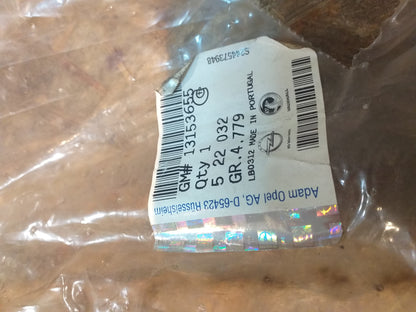 S*44573948
GM# 13153655
Qty 1
5 22 032
GR.4.779
LB0312 MADE IN PORTUGAL
Adam Opel AG, D-65423 Rüsselsheim